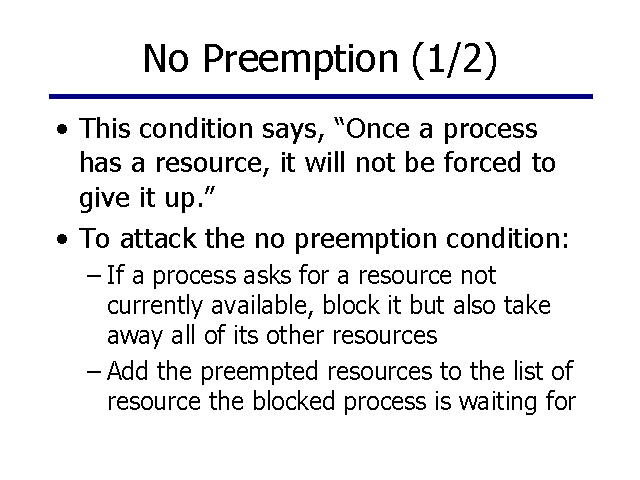 No Preemption (1/2)
• This condition says, “Once a process
has a resource, it will not be forced to
give it up.”
• To attack the no preemption condition:
– If a process asks for a resource not
currently available, block it but also take
away all of its other resources
– Add the preempted resources to the list of
resource the blocked process is waiting for